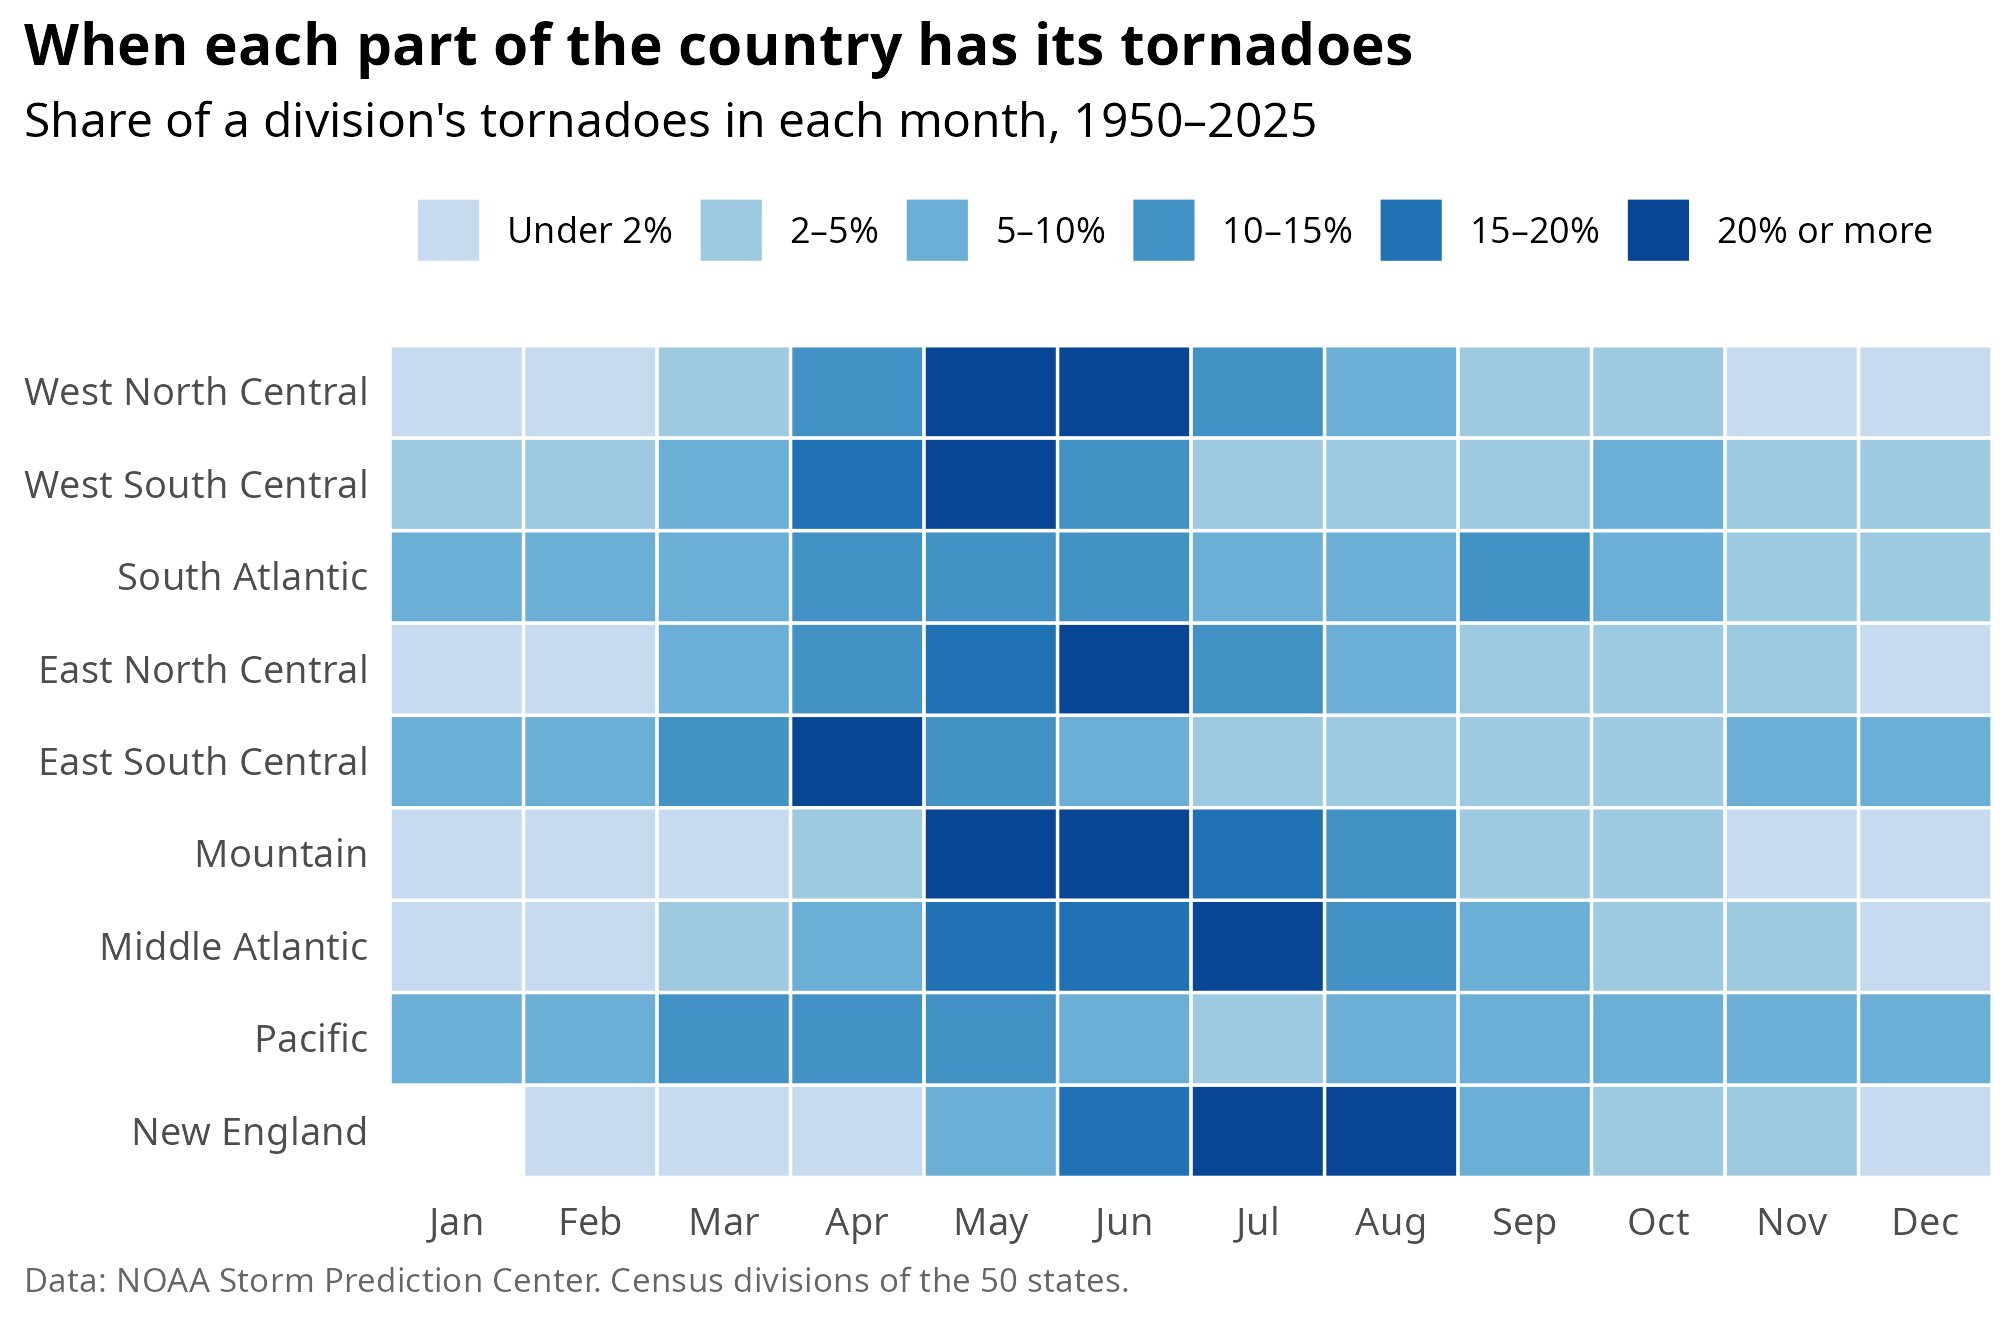 When each part of the country has its tornadoes
Share of a division's tornadoes in each month, 1950–2025
Under 2% 2–5% 5–10% 10–15% 15–20% 20% or more
West North Central
West South Central
South Atlantic
East North Central
East South Central
Mountain
Middle Atlantic
Pacific
New England
Jan Feb Mar Apr May Jun Jul Aug Sep Oct Nov Dec
Data: NOAA Storm Prediction Center. Census divisions of the 50 states.